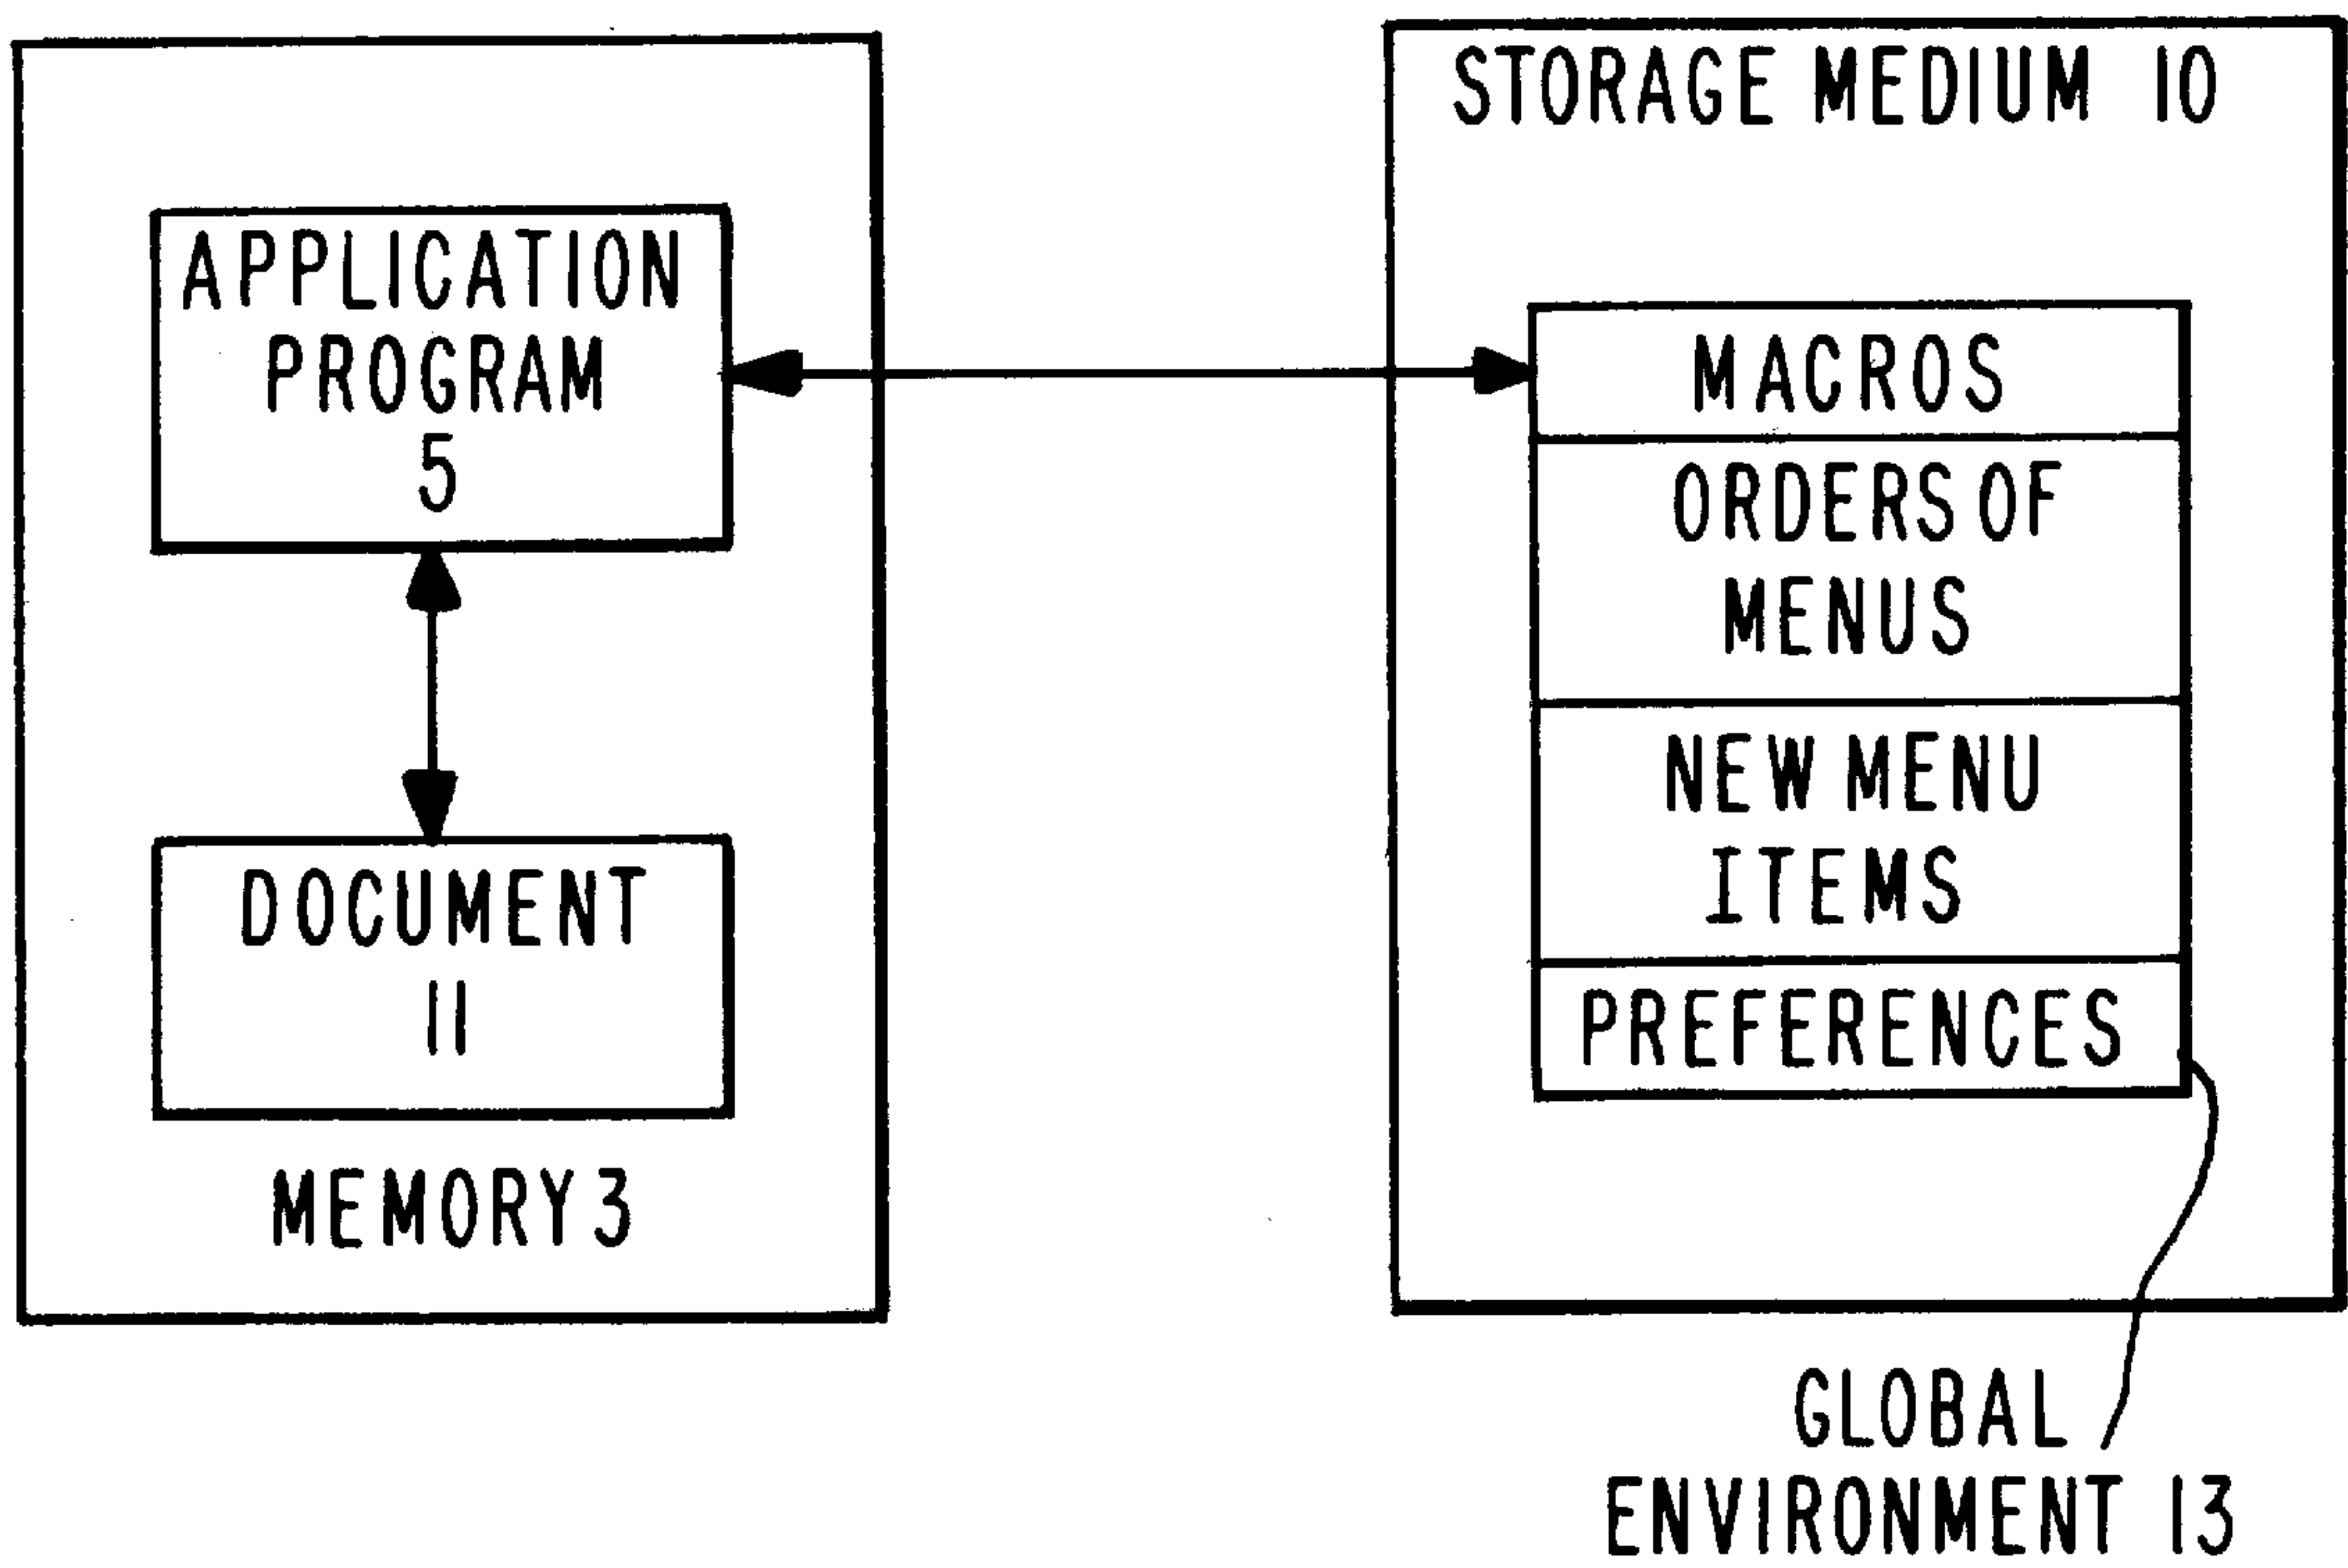 APPLICATION
PROGRAM
5
DOCUMENT
11
MEMORY 3
STORAGE MEDIUM 10
MACROS
ORDERS OF
MENUS
NEW MENU
ITEMS
PREFERENCES
GLOBAL
ENVIRONMENT 13